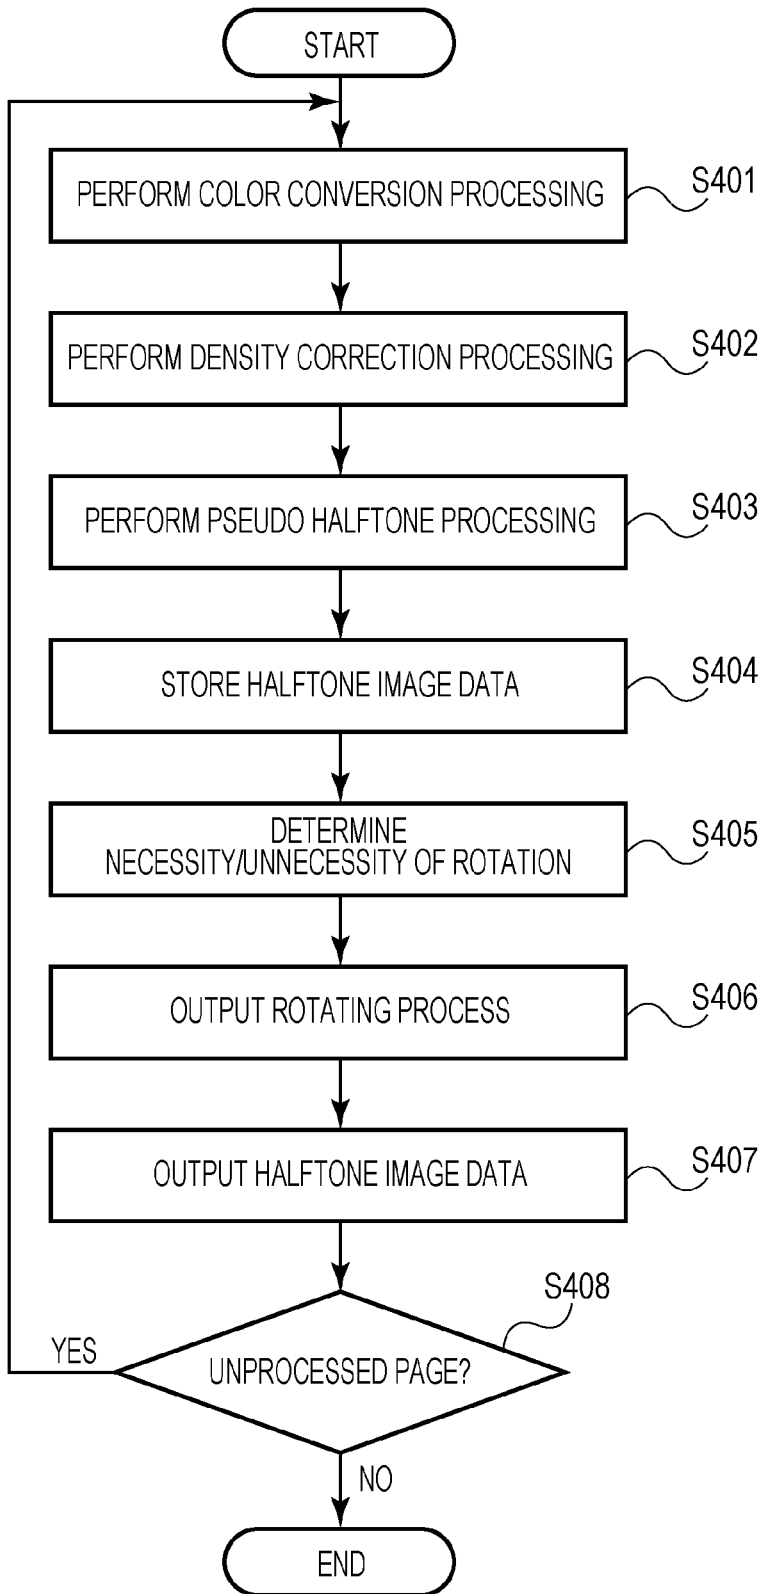 START
PERFORM COLOR CONVERSION PROCESSING
S401
PERFORM DENSITY CORRECTION PROCESSING
S402
PERFORM PSEUDO HALFTONE PROCESSING
S403
STORE HALFTONE IMAGE DATA
S404
DETERMINE
NECESSITY/UNNECESSITY OF ROTATION
S405
OUTPUT ROTATING PROCESS
S406
OUTPUT HALFTONE IMAGE DATA
S407
S408
YES
UNPROCESSED PAGE?
NO
END